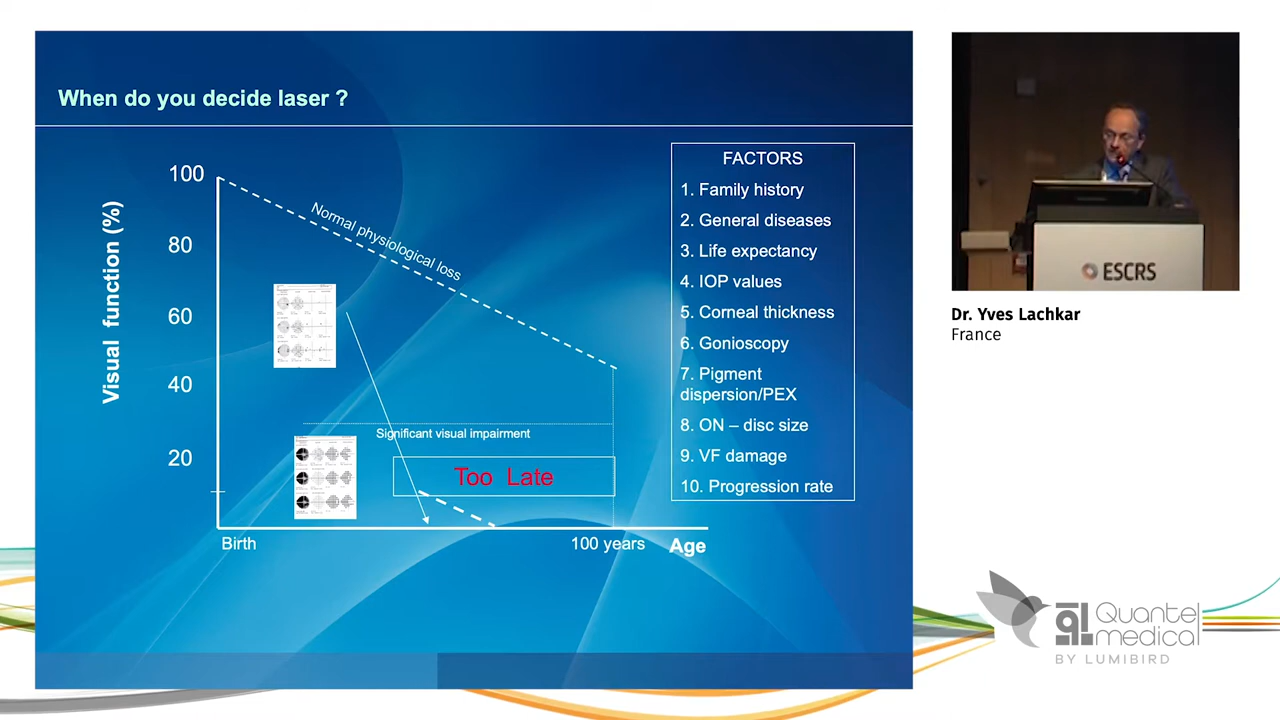 When do you decide laser ?
Visual function (%)
100
80
60
40
20
Normal physiological loss
Significant visual impairment
Too Late
Birth
100 years
Age
FACTORS
1. Family history
2. General diseases
3. Life expectancy
4. IOP values
5. Corneal thickness
6. Gonioscopy
7. Pigment
dispersion/PEX
8. ON – disc size
9. VF damage
10. Progression rate
ESCRS
Dr. Yves Lachkar
France
Quantel
medical
BY LUMIBIRD